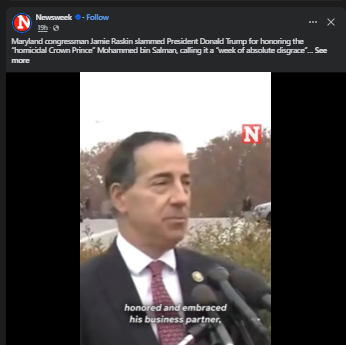 Newsweek · Follow
19h ·
Maryland congressman Jamie Raskin slammed President Donald Trump for honoring the
"homicidal Crown Prince" Mohammed bin Salman, calling it a "week of absolute disgrace"... See
more
N
honored and embraced
his business partner,